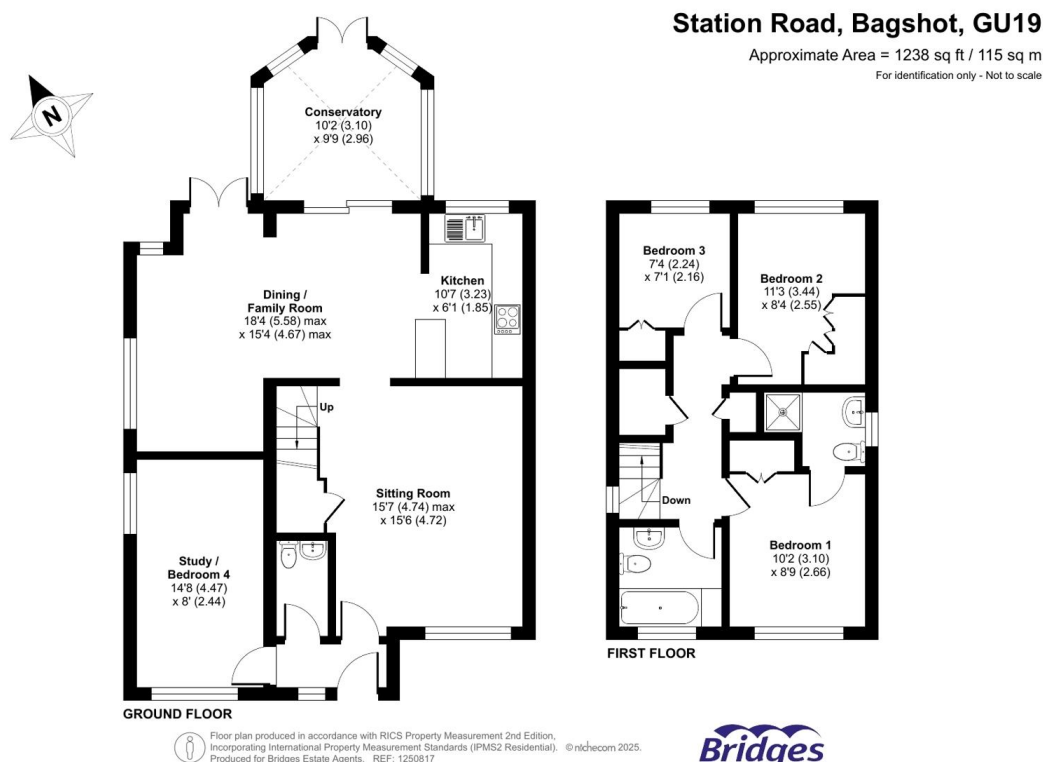 Station Road, Bagshot, GU19
Approximate Area = 1238 sq ft / 115 sq m
For identification only - Not to scale
N
Conservatory
10'2 (3.10)
x 9'9 (2.96)
Dining /
Family Room
18'4 (5.58) max
x 15'4 (4.67) max
Kitchen
10'7 (3.23)
x 6'1 (1.85)
Up
Sitting Room
15'7 (4.74) max
x 15'6 (4.72)
Study /
Bedroom 4
14'8 (4.47)
x 8' (2.44)
GROUND FLOOR
Bedroom 3
7'4 (2.24)
x 7'1 (2.16)
Bedroom 2
11'3 (3.44)
x 8'4 (2.55)
Down
Bedroom 1
10'2 (3.10)
x 8'9 (2.66)
FIRST FLOOR
Floor plan produced in accordance with RICS Property Measurement 2nd Edition,
Incorporating International Property Measurement Standards (IPMS2 Residential). © nichecom 2025.
Produced for Bridges Estate Agents. REF: 1250817
Bridges